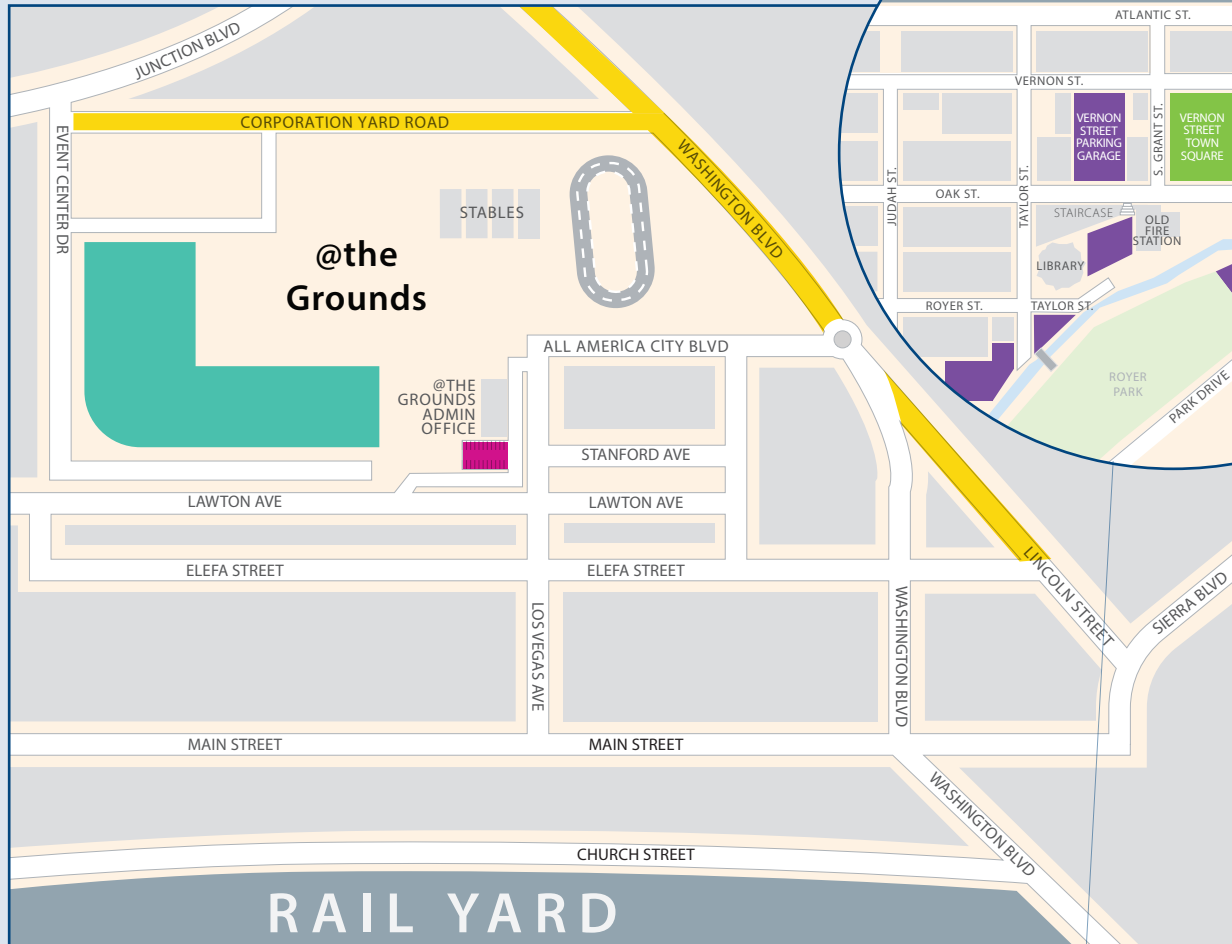 ATLANTIC ST.
JUNCTION BLVD
VERNON ST.
CORPORATION YARD ROAD
EVENT CENTER DR
WASHINGTON BLVD
VERNON
STREET
PARKING
GARAGE
S. GRANT ST.
VERNON
STREET
TOWN
SQUARE
JUDAH ST.
OAK ST.
TAYLOR ST.
STABLES
STAIRCASE
OLD
FIRE
STATION
LIBRARY
@the
Grounds
ROYER ST.
TAYLOR ST.
ALL AMERICA CITY BLVD
ROYER
PARK
PARK DRIVE
@THE
GROUNDS
ADMIN
OFFICE
STANFORD AVE
LAWTON AVE
LAWTON AVE
ELEFA STREET
ELEFA STREET
LINCOLN STREET
SIERRA BLVD
LOS VEGAS AVE
WASHINGTON BLVD
MAIN STREET
MAIN STREET
WASHINGTON BLVD
CHURCH STREET
RAIL YARD